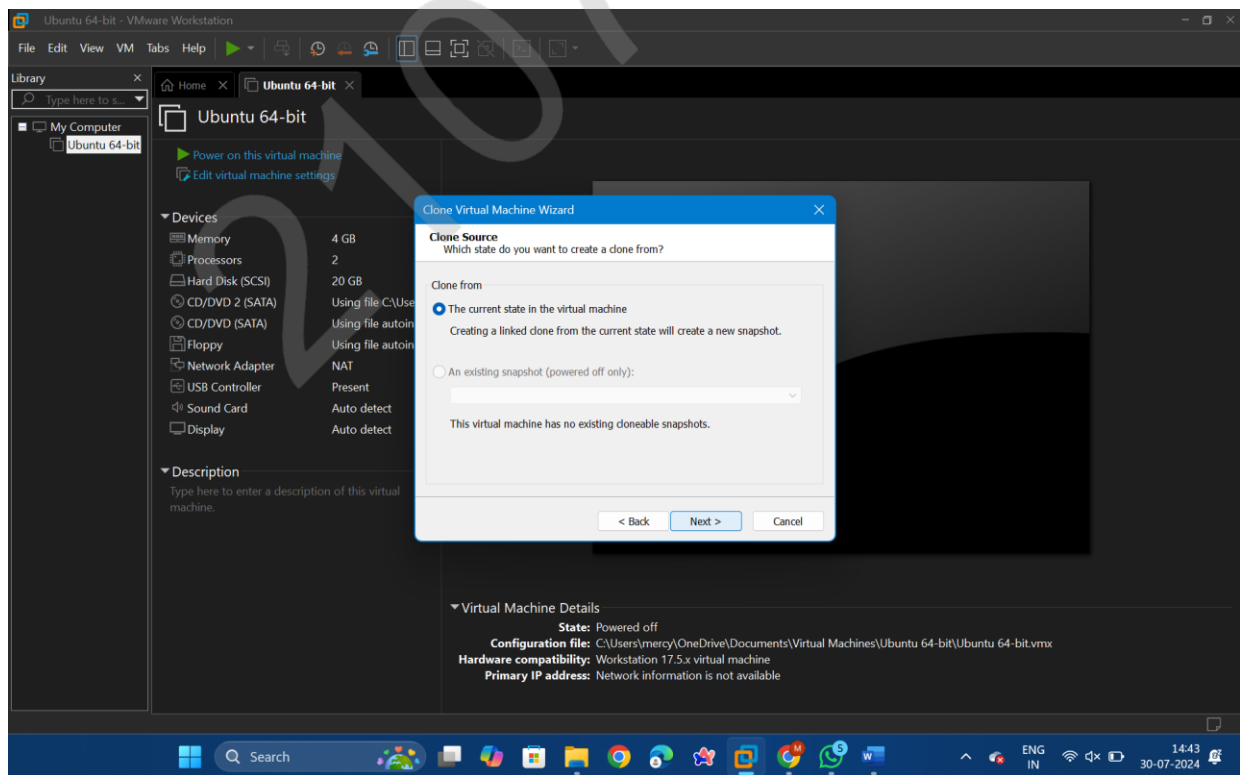 Ubuntu 64-bit - VMware Workstation
File Edit View VM Tabs Help
Library
Type here to s...
My Computer
Ubuntu 64-bit
Home
Ubuntu 64-bit
Ubuntu 64-bit
Power on this virtual machine
Edit virtual machine settings
Devices
Memory 4 GB
Processors 2
Hard Disk (SCSI) 20 GB
CD/DVD 2 (SATA) Using file C:\Use
CD/DVD (SATA) Using file autoin
Floppy Using file autoin
Network Adapter NAT
USB Controller Present
Sound Card Auto detect
Display Auto detect
Description
Type here to enter a description of this virtual
machine.
Clone Virtual Machine Wizard
Clone Source
Which state do you want to create a clone from?
Clone from
The current state in the virtual machine
Creating a linked clone from the current state will create a new snapshot.
An existing snapshot (powered off only):
This virtual machine has no existing cloneable snapshots.
< Back Next > Cancel
Virtual Machine Details
State: Powered off
Configuration file: C:\Users\mercy\OneDrive\Documents\Virtual Machines\Ubuntu 64-bit\Ubuntu 64-bit.vmx
Hardware compatibility: Workstation 17.5.x virtual machine
Primary IP address: Network information is not available
Search
M
5
ENG
IN
14:43
30-07-2024